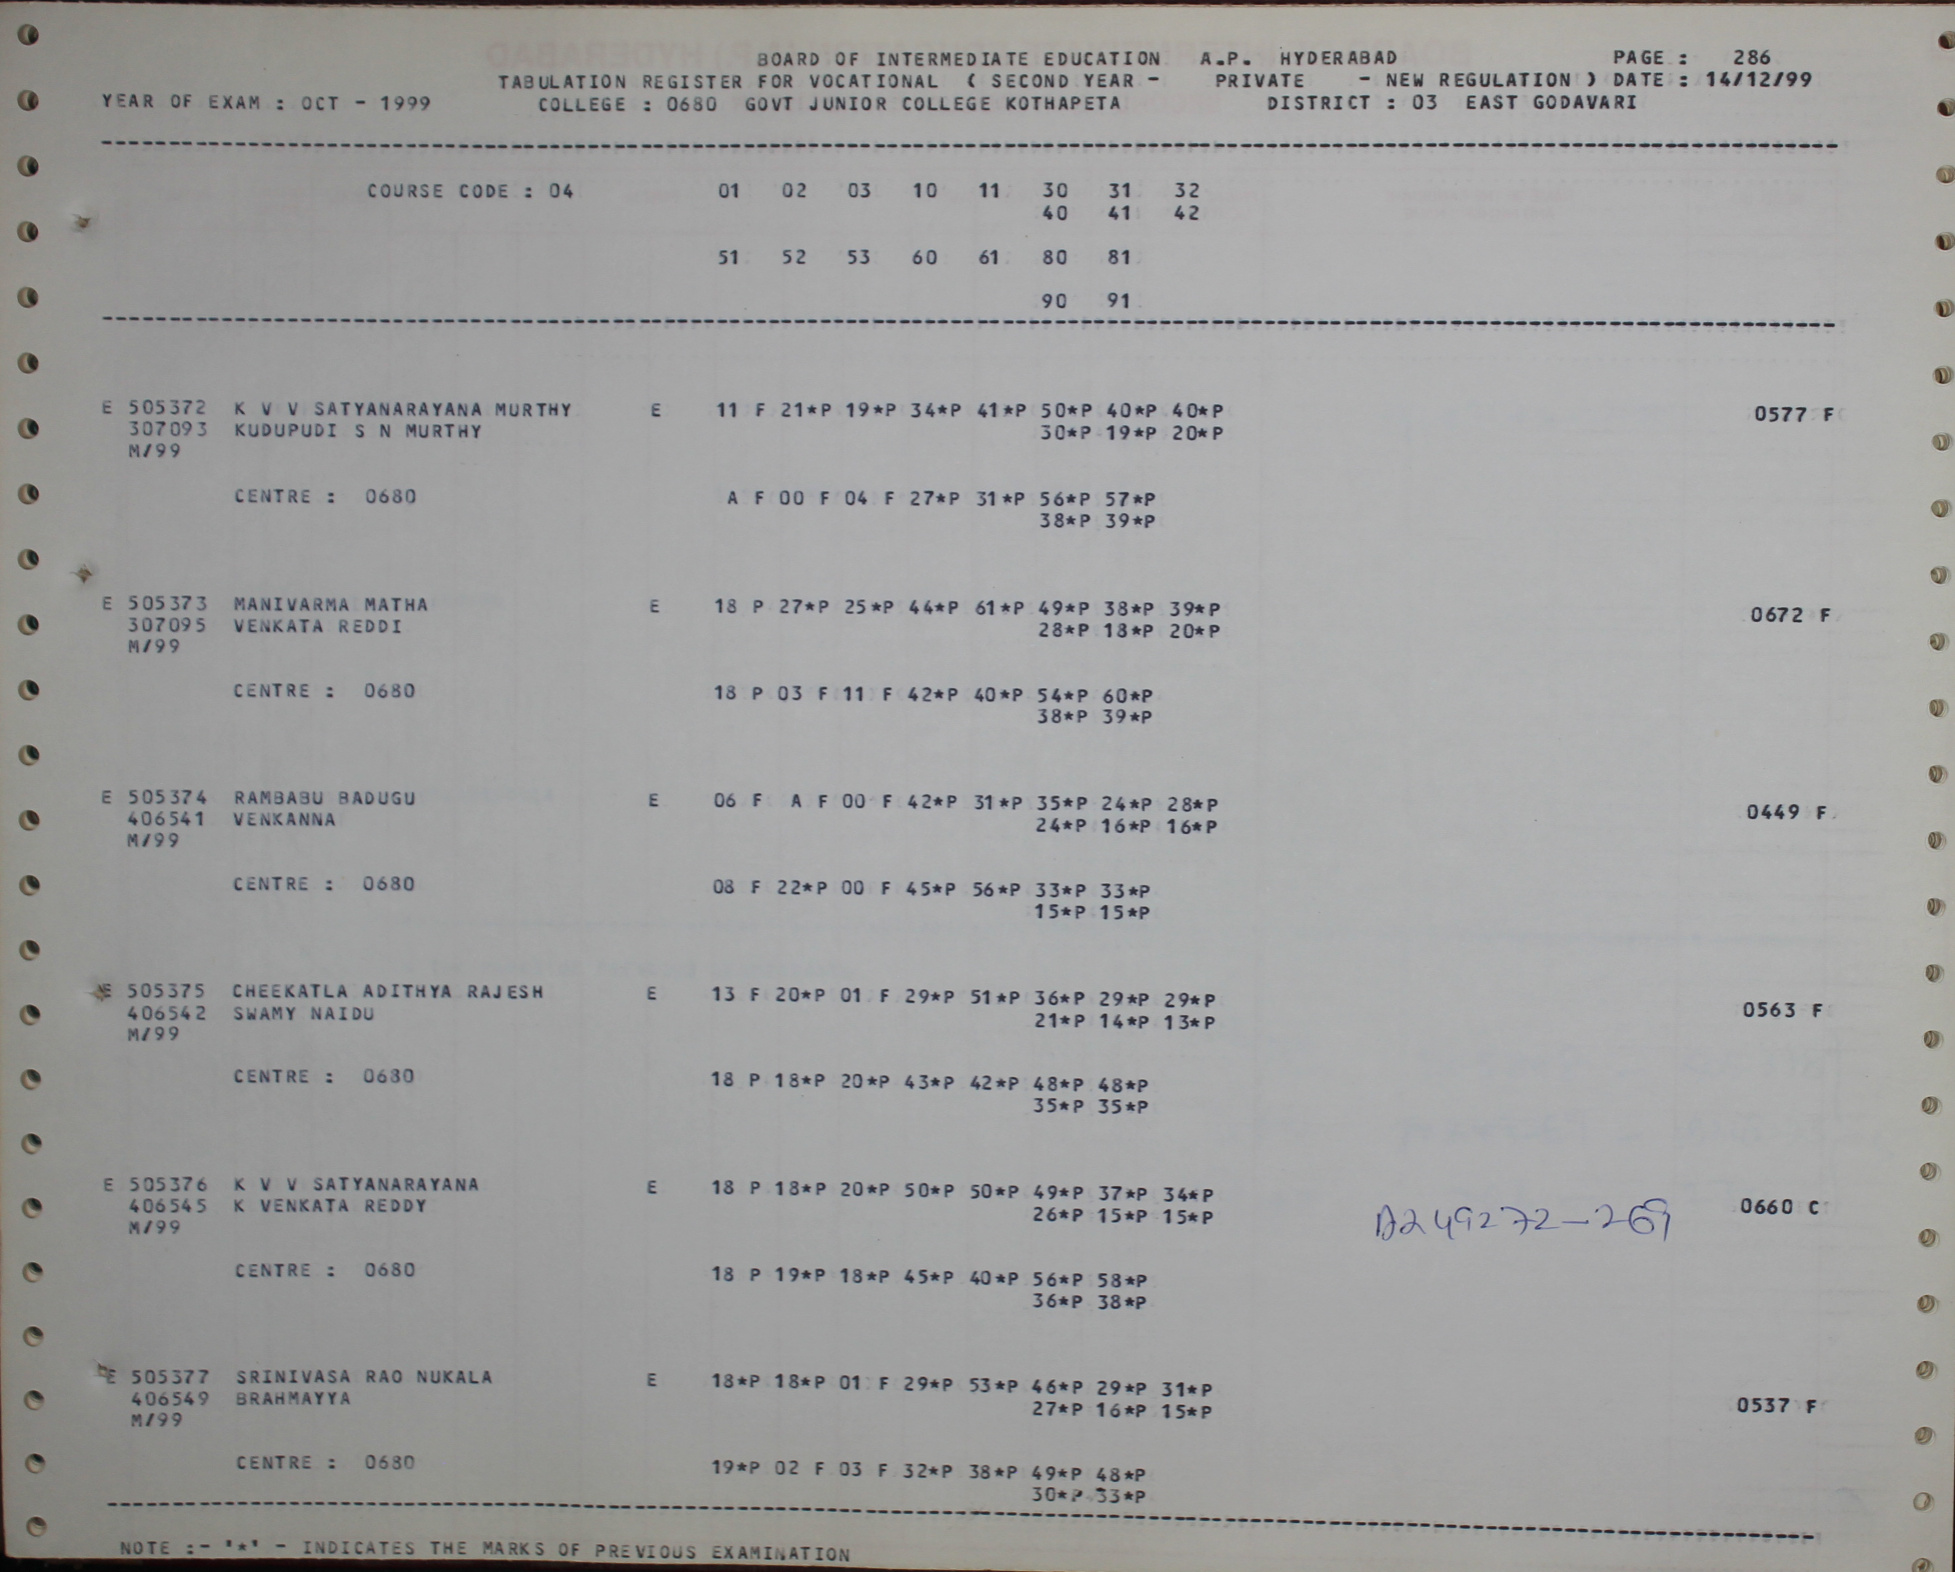 BOARD OF INTERMEDIATE EDUCATION A.P. HYDERABAD PAGE : 286
TABULATION REGISTER FOR VOCATIONAL ( SECOND YEAR - PRIVATE - NEW REGULATION ) DATE : 14/12/99
YEAR OF EXAM : OCT - 1999 COLLEGE : 0680 GOVT JUNIOR COLLEGE KOTHAPETA DISTRICT : 03 EAST GODAVARI
COURSE CODE : 04 01 02 03 10 11 30 31 32
40 41 42
51 52 53 60 61 80 81
90 91
E 505372 K V V SATYANARAYANA MURTHY E 11 F 21*P 19*P 34*P 41*P 50*P 40*P 40*P 0577 F
307093 KUDUPUDI S N MURTHY 30*P 19*P 20*P
M/99
CENTRE : 0680 A F 00 F 04 F 27*P 31*P 56*P 57*P
38*P 39*P
E 505373 MANIVARMA MATHA E 18 P 27*P 25*P 44*P 61*P 49*P 38*P 39*P 0672 F
307095 VENKATA REDDI 28*P 18*P 20*P
M/99
CENTRE : 0680 18 P 03 F 11 F 42*P 40*P 54*P 60*P
38*P 39*P
E 505374 RAMBABU BADUGU E 06 F A F 00 F 42*P 31*P 35*P 24*P 28*P 0449 F
406541 VENKANNA 24*P 16*P 16*P
M/99
CENTRE : 0680 08 F 22*P 00 F 45*P 56*P 33*P 33*P
15*P 15*P
E 505375 CHEEKATLA ADITHYA RAJESH E 13 F 20*P 01 F 29*P 51*P 36*P 29*P 29*P 0563 F
406542 SWAMY NAIDU 21*P 14*P 13*P
M/99
CENTRE : 0680 18 P 18*P 20*P 43*P 42*P 48*P 48*P
35*P 35*P
E 505376 K V V SATYANARAYANA E 18 P 18*P 20*P 50*P 50*P 49*P 37*P 34*P 0660 C
406545 K VENKATA REDDY 26*P 15*P 15*P A249272-269
M/99
CENTRE : 0680 18 P 19*P 18*P 45*P 40*P 56*P 58*P
36*P 38*P
E 505377 SRINIVASA RAO NUKALA E 18*P 18*P 01 F 29*P 53*P 46*P 29*P 31*P 0537 F
406549 BRAHMAYYA 27*P 16*P 15*P
M/99
CENTRE : 0680 19*P 02 F 03 F 32*P 38*P 49*P 48*P
30*P 33*P
NOTE :- '*' - INDICATES THE MARKS OF PREVIOUS EXAMINATION